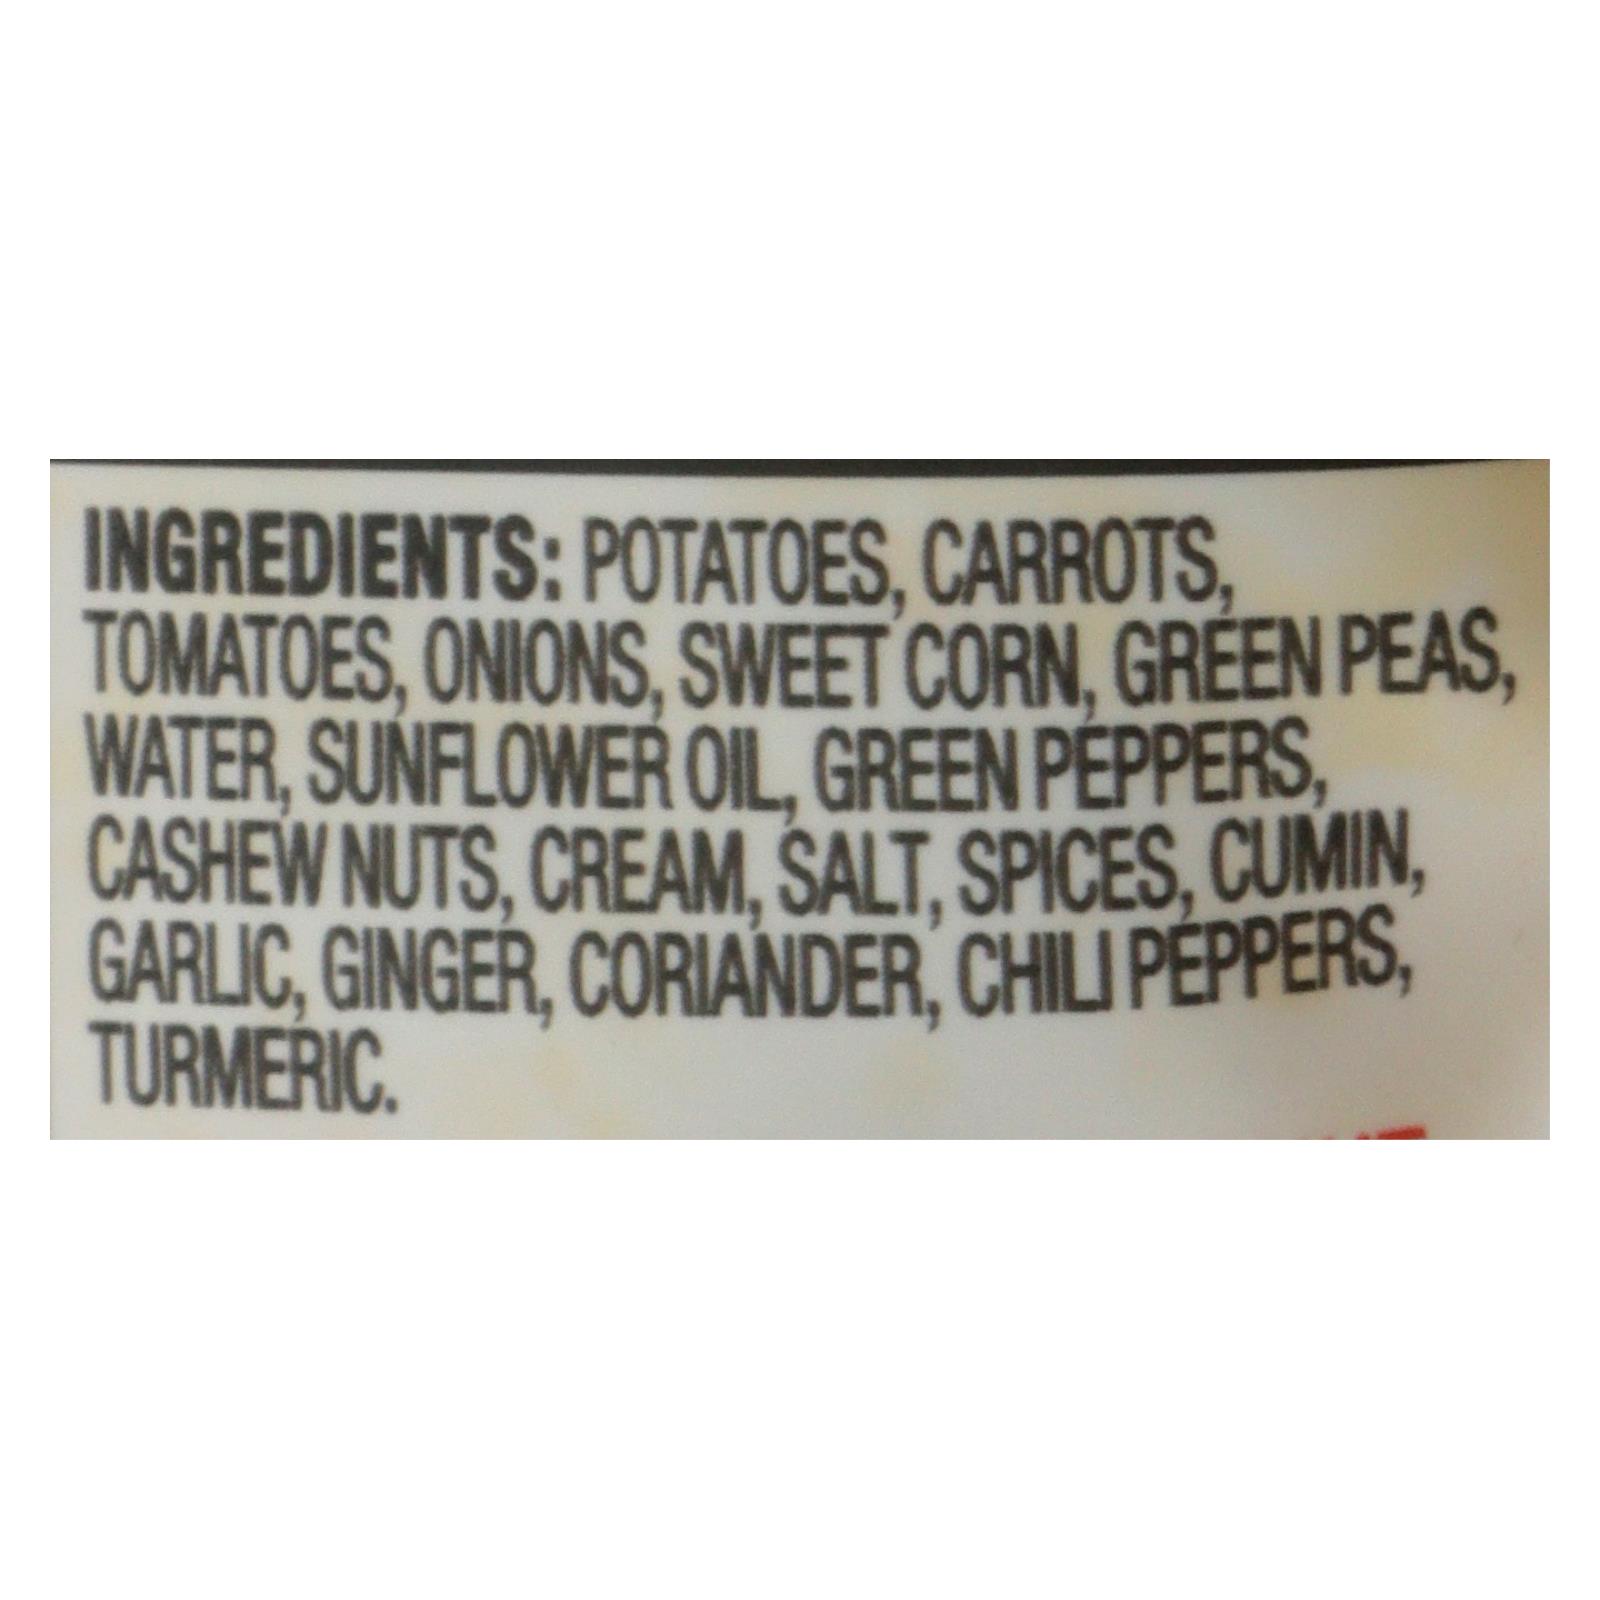 INGREDIENTS: POTATOES, CARROTS,
TOMATOES, ONIONS, SWEET CORN, GREEN PEAS,
WATER, SUNFLOWER OIL, GREEN PEPPERS,
CASHEW NUTS, CREAM, SALT, SPICES, CUMIN,
GARLIC, GINGER, CORIANDER, CHILI PEPPERS,
TURMERIC.